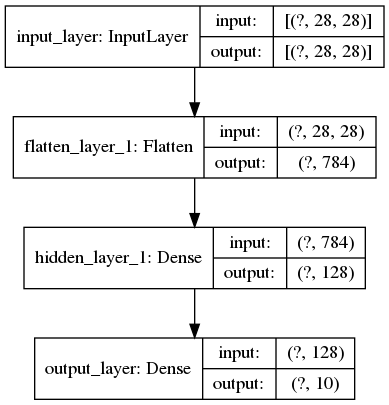 input_layer: InputLayer
input: [(?, 28, 28)]
output: [(?, 28, 28)]
flatten_layer_1: Flatten
input: (?, 28, 28)
output: (?, 784)
hidden_layer_1: Dense
input: (?, 784)
output: (?, 128)
output_layer: Dense
input: (?, 128)
output: (?, 10)